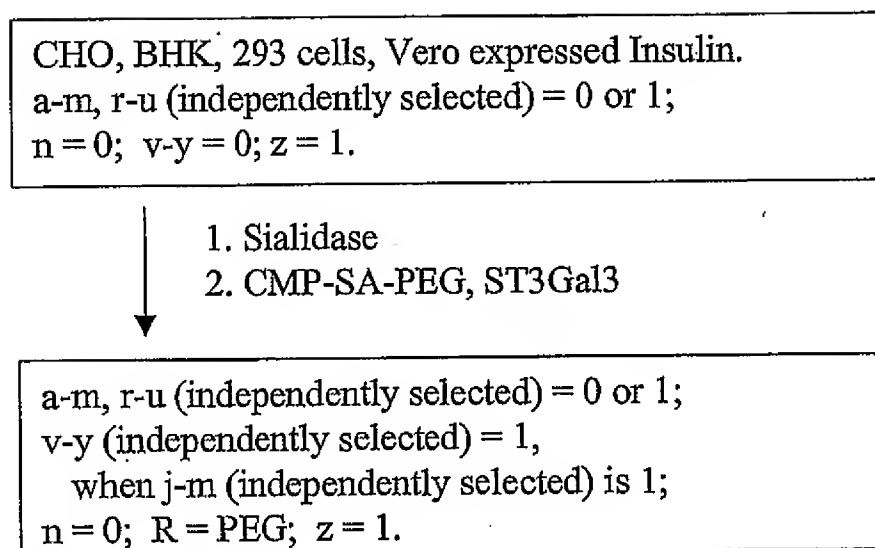 CHO, BHK, 293 cells, Vero expressed Insulin.
a-m, r-u (independently selected) = 0 or 1;
n = 0; v-y = 0; z = 1.
1. Sialidase
2. CMP-SA-PEG, ST3Gal3
a-m, r-u (independently selected) = 0 or 1;
v-y (independently selected) = 1,
when j-m (independently selected) is 1;
n = 0; R = PEG; z = 1.